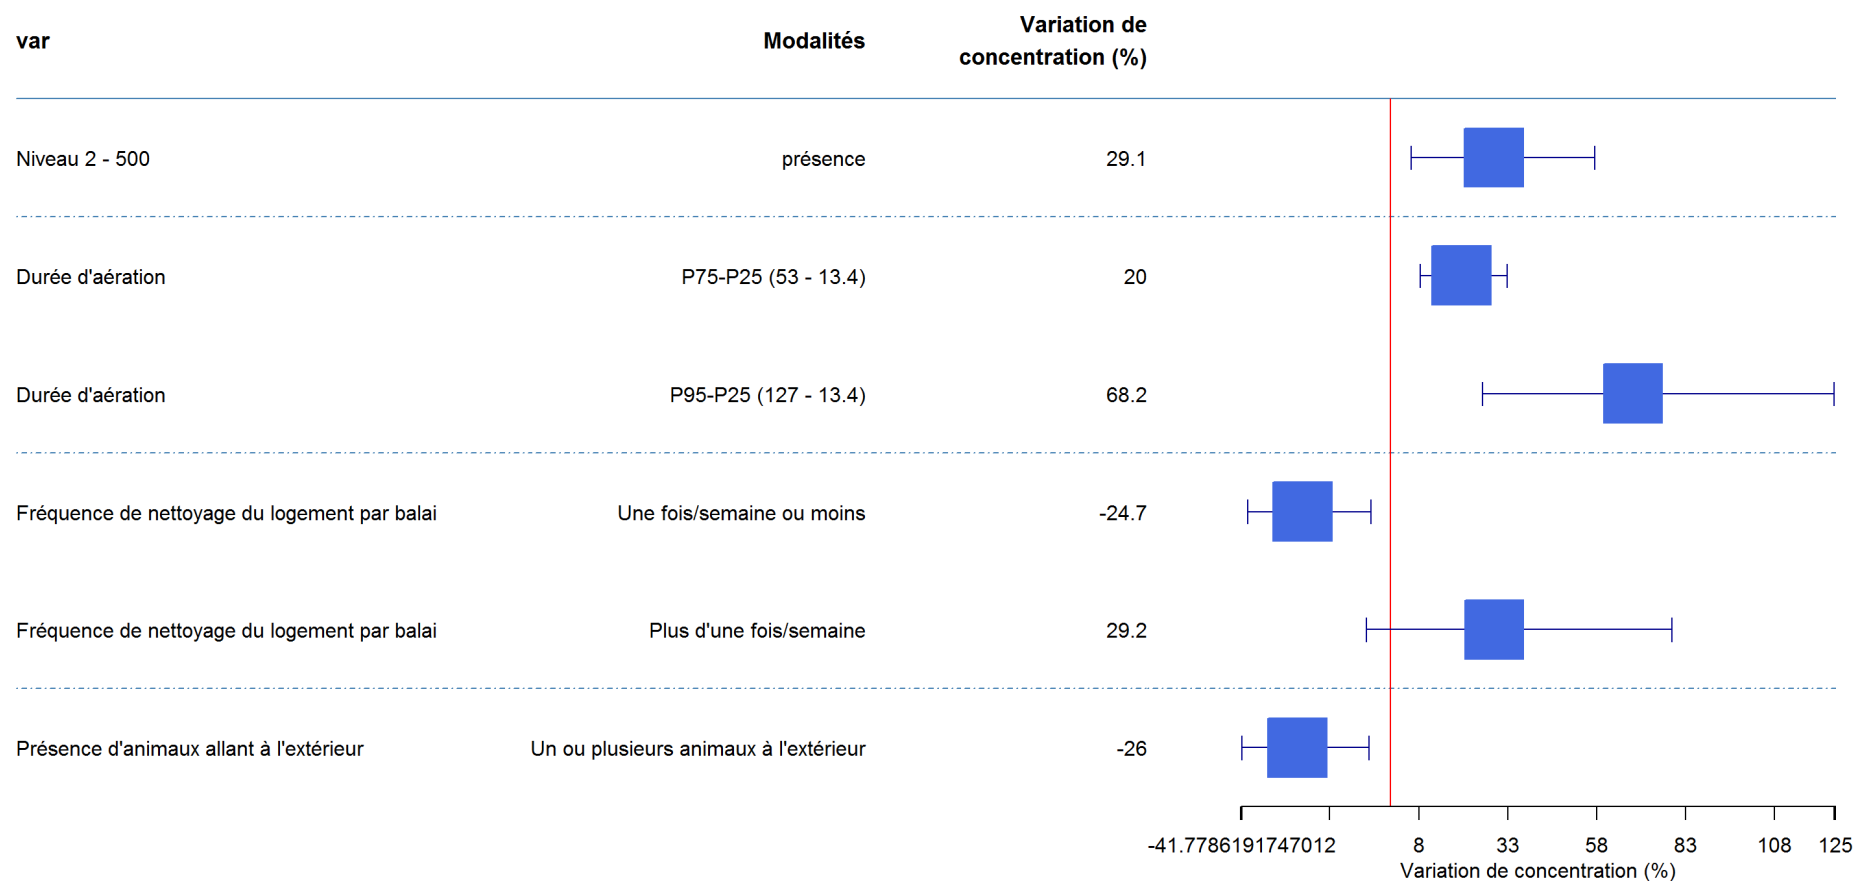 var Modalités Variation de
concentration (%)
Niveau 2 - 500 présence 29.1
Durée d'aération P75-P25 (53 - 13.4) 20
Durée d'aération P95-P25 (127 - 13.4) 68.2
Fréquence de nettoyage du logement par balai Une fois/semaine ou moins -24.7
Fréquence de nettoyage du logement par balai Plus d'une fois/semaine 29.2
Présence d'animaux allant à l'extérieur Un ou plusieurs animaux à l'extérieur -26
-41.7786191747012 8 33 58 83 108 125
Variation de concentration (%)